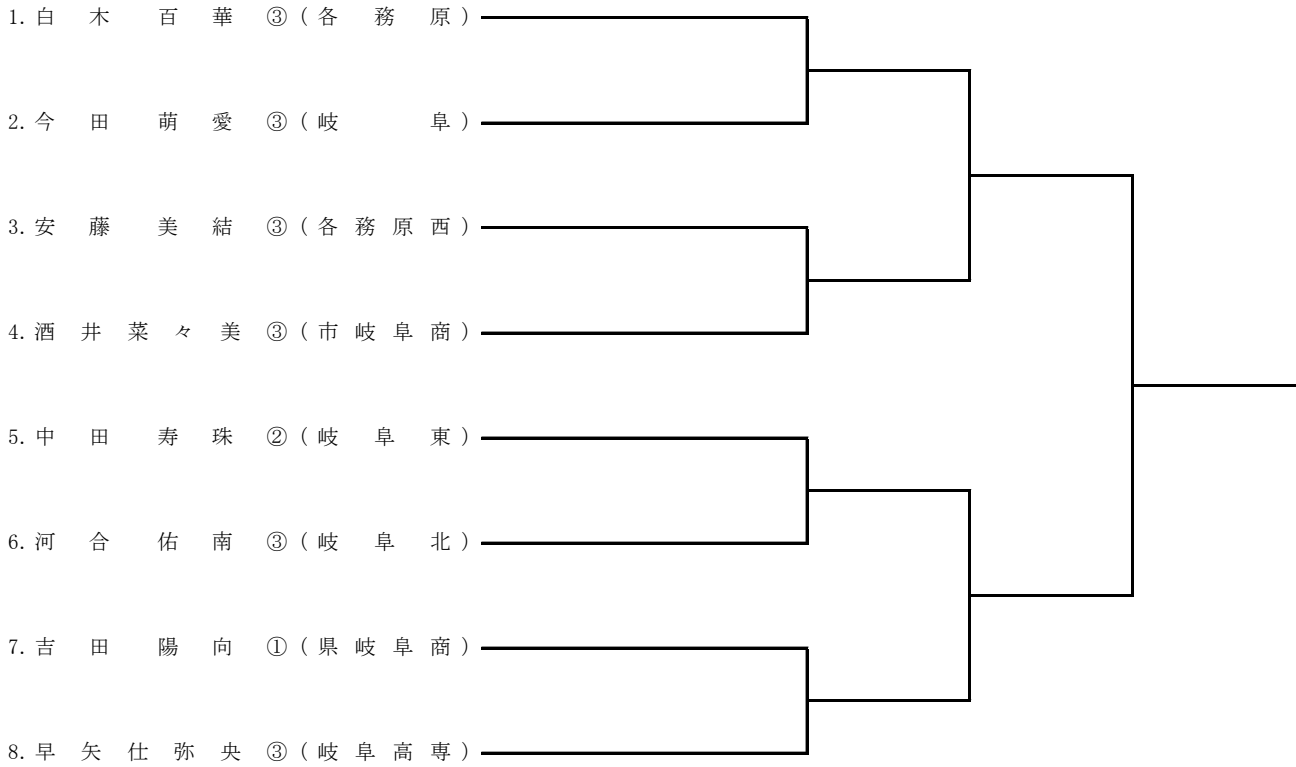 1. 白木百華 ③ (各務原)
2. 今田萌愛 ③ (岐阜)
3. 安藤美結 ③ (各務原西)
4. 酒井菜々美 ③ (市岐阜商)
5. 中田寿珠 ② (岐阜東)
6. 河合佑南 ③ (岐阜北)
7. 吉田陽向 ① (県岐阜商)
8. 早矢仕弥央 ③ (岐阜高専)